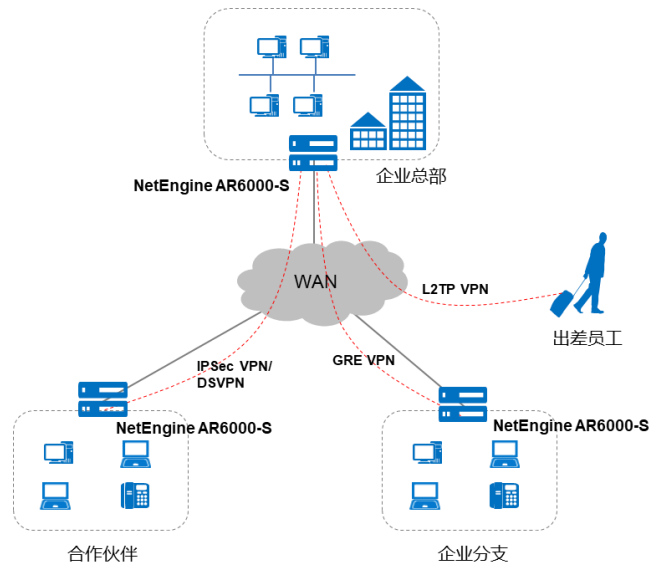 企业总部
NetEngine AR6000-S
WAN
L2TP VPN
出差员工
IPSec VPN/
DSVPN
GRE VPN
NetEngine AR6000-S
NetEngine AR6000-S
合作伙伴
企业分支